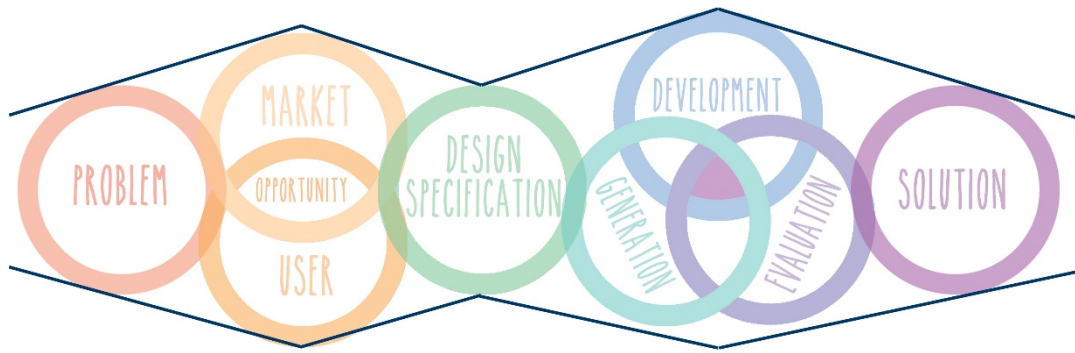 PROBLEM
MARKET
OPPORTUNITY
USER
DESIGN
SPECIFICATION
DEVELOPMENT
GENERATION
EVALUATION
SOLUTION